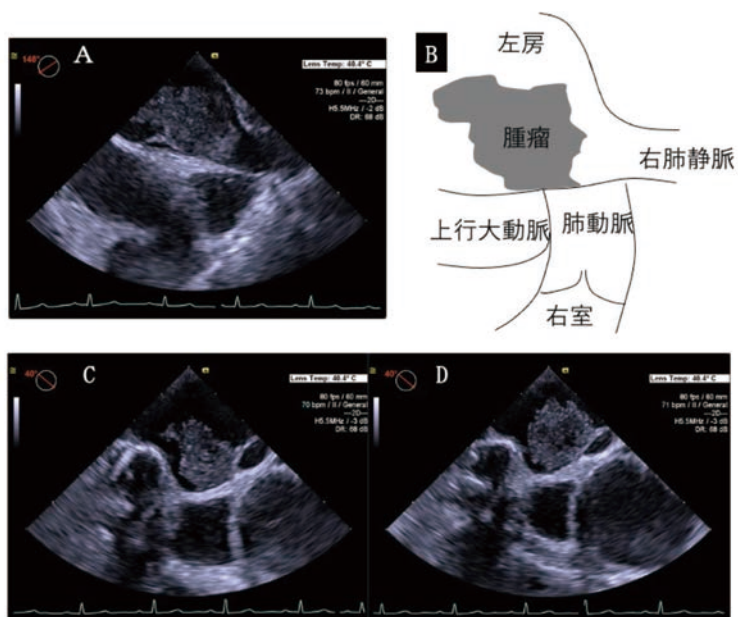 A
148°
Lens Temp: 48.4° C
80 fps / 60 mm
73 bpm / II / General
---2D---
H5.5MHz / -2 dB
DR: 68 dB
B
左房
腫瘤
右肺静脈
上行大動脈
肺動脈
右室
C
40°
Lens Temp: 48.4° C
80 fps / 60 mm
70 bpm / II / General
---2D---
H5.5MHz / -3 dB
DR: 68 dB
D
40°
Lens Temp: 48.4° C
80 fps / 60 mm
71 bpm / II / General
---2D---
H5.5MHz / -3 dB
DR: 68 dB